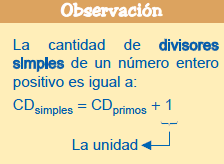 Observación
La cantidad de divisores
simples de un número entero
positivo es igual a:
CDsimples = CDprimos + 1
La unidad